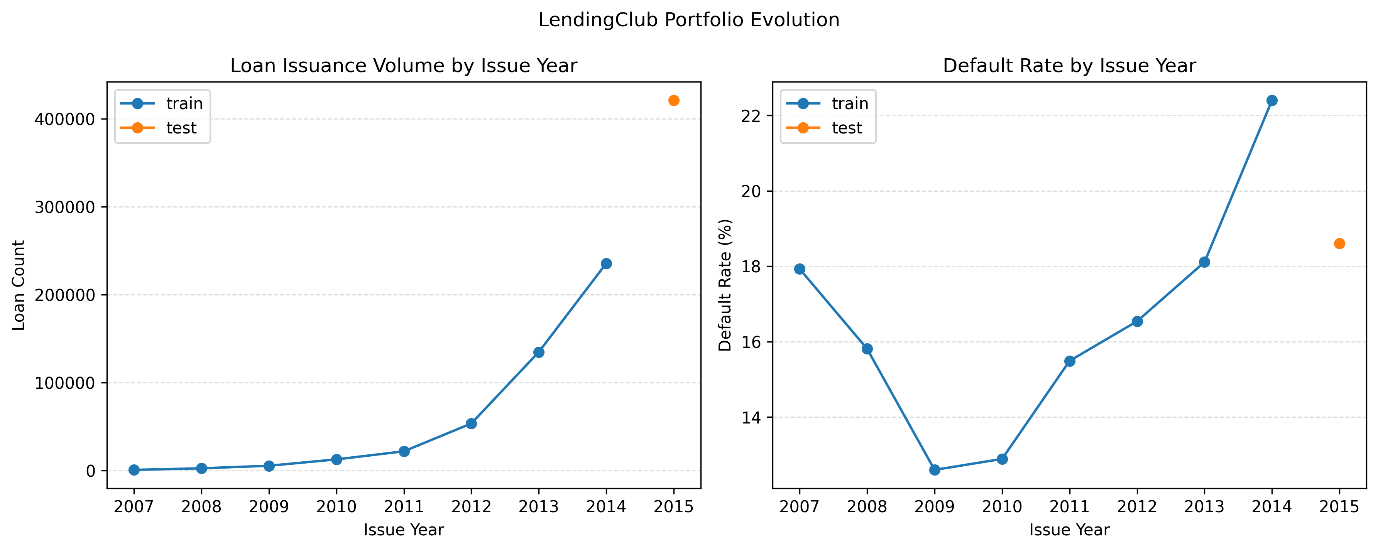 LendingClub Portfolio Evolution
Loan Issuance Volume by Issue Year
train
test
400000
300000
200000
100000
0
Loan Count
2007 2008 2009 2010 2011 2012 2013 2014 2015
Issue Year
Default Rate by Issue Year
train
test
22
20
18
16
14
Default Rate (%)
2007 2008 2009 2010 2011 2012 2013 2014 2015
Issue Year